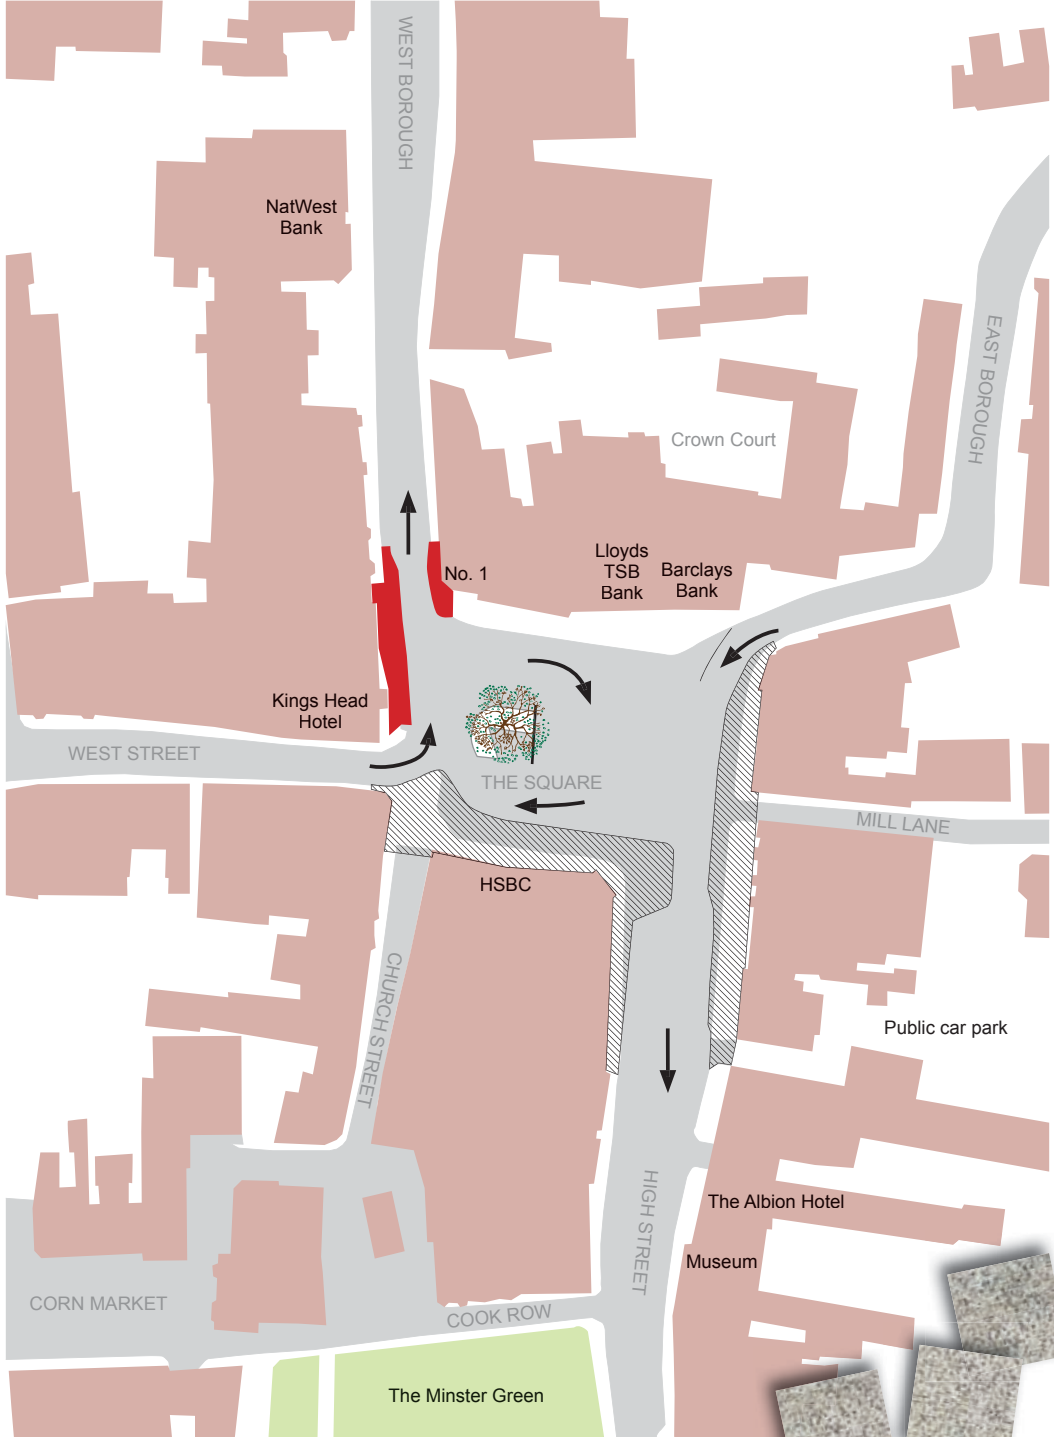 WEST BOROUGH
NatWest
Bank
EAST BOROUGH
Crown Court
Lloyds
TSB
Bank
Barclays
Bank
No. 1
Kings Head
Hotel
WEST STREET
THE SQUARE
MILL LANE
HSBC
CHURCH STREET
Public car park
HIGH STREET
The Albion Hotel
Museum
CORN MARKET
COOK ROW
The Minster Green